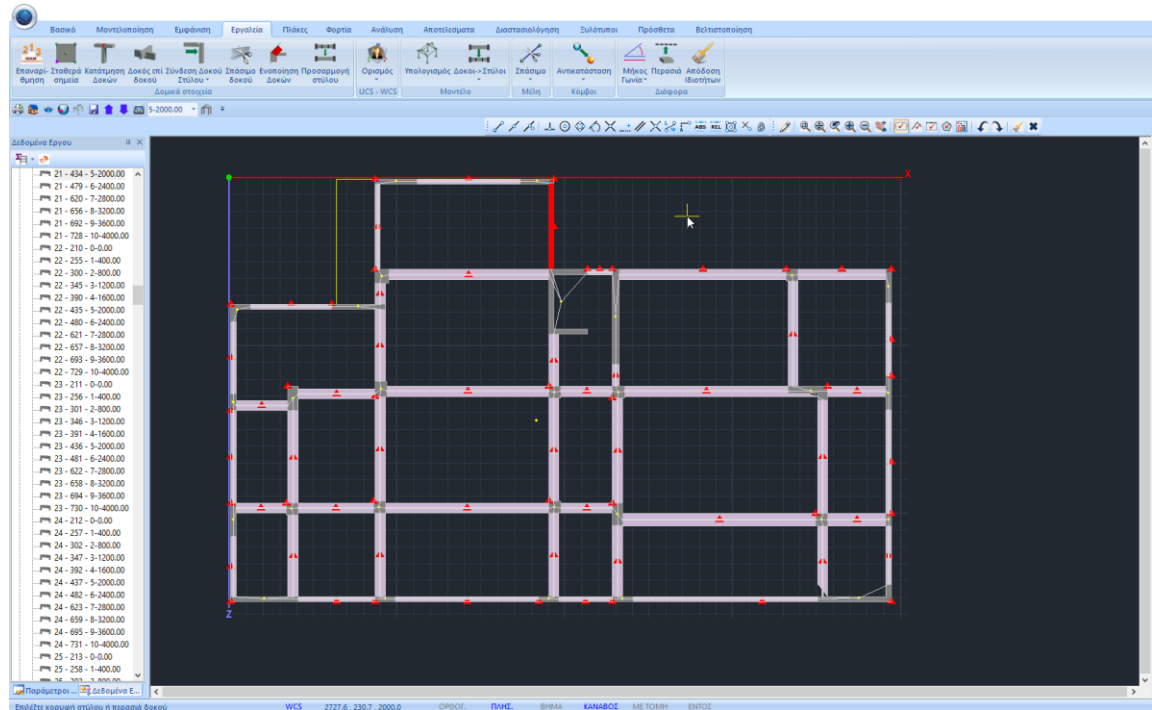 Βασικό Μοντελοποίηση Εμφάνιση Εργαλεία Πλάκες Φορτία Ανάλυση Αποτελεσματα Διαστασιολόγηση Ξυλότυποι Πρόσθετα Βελτιστοποίηση
Επαναρί- Σταθερά Κατάτμηση Δοκός επί Σύνδεση Δοκού Σπάσιμο Ενοποίηση Προσαρμογή Ορισμός Υπολογισμός Δοκοι->Στύλοι Σπάσιμο Αντικατάσταση Μήκος Περασιά Απόδοση
θμηση σημεία Δοκών δοκού Στύλου δοκού Δοκών στύλου Γωνία Ιδιοτήτων
Δομικά στοιχεία UCS - WCS Μοντέλο Μέλη Κόμβοι Διάφορα
5-2000.00
ABS REL
Δεδομένα Εργου
21 - 434 - 5-2000.00
21 - 479 - 6-2400.00
21 - 620 - 7-2800.00
21 - 656 - 8-3200.00
21 - 692 - 9-3600.00
21 - 728 - 10-4000.00
22 - 210 - 0-0.00
22 - 255 - 1-400.00
22 - 300 - 2-800.00
22 - 345 - 3-1200.00
22 - 390 - 4-1600.00
22 - 435 - 5-2000.00
22 - 480 - 6-2400.00
22 - 621 - 7-2800.00
22 - 657 - 8-3200.00
22 - 693 - 9-3600.00
22 - 729 - 10-4000.00
23 - 211 - 0-0.00
23 - 256 - 1-400.00
23 - 301 - 2-800.00
23 - 346 - 3-1200.00
23 - 391 - 4-1600.00
23 - 436 - 5-2000.00
23 - 481 - 6-2400.00
23 - 622 - 7-2800.00
23 - 658 - 8-3200.00
23 - 694 - 9-3600.00
23 - 730 - 10-4000.00
24 - 212 - 0-0.00
24 - 257 - 1-400.00
24 - 302 - 2-800.00
24 - 347 - 3-1200.00
24 - 392 - 4-1600.00
24 - 437 - 5-2000.00
24 - 482 - 6-2400.00
24 - 623 - 7-2800.00
24 - 659 - 8-3200.00
24 - 695 - 9-3600.00
24 - 731 - 10-4000.00
25 - 213 - 0-0.00
25 - 258 - 1-400.00
X
Z
Παράμετροι ... Δεδομένα Ε...
Επιλέξτε κορυφή στύλου ή περασιά δοκού WCS 2727.6 , 230.7 , 2000.0 ΟΡΘΟΓ. ΠΛΗΣ. ΒΗΜΑ ΚΑΝΑΒΟΣ ΜΕ ΤΟΜΗ ΕΝΤΟΣ